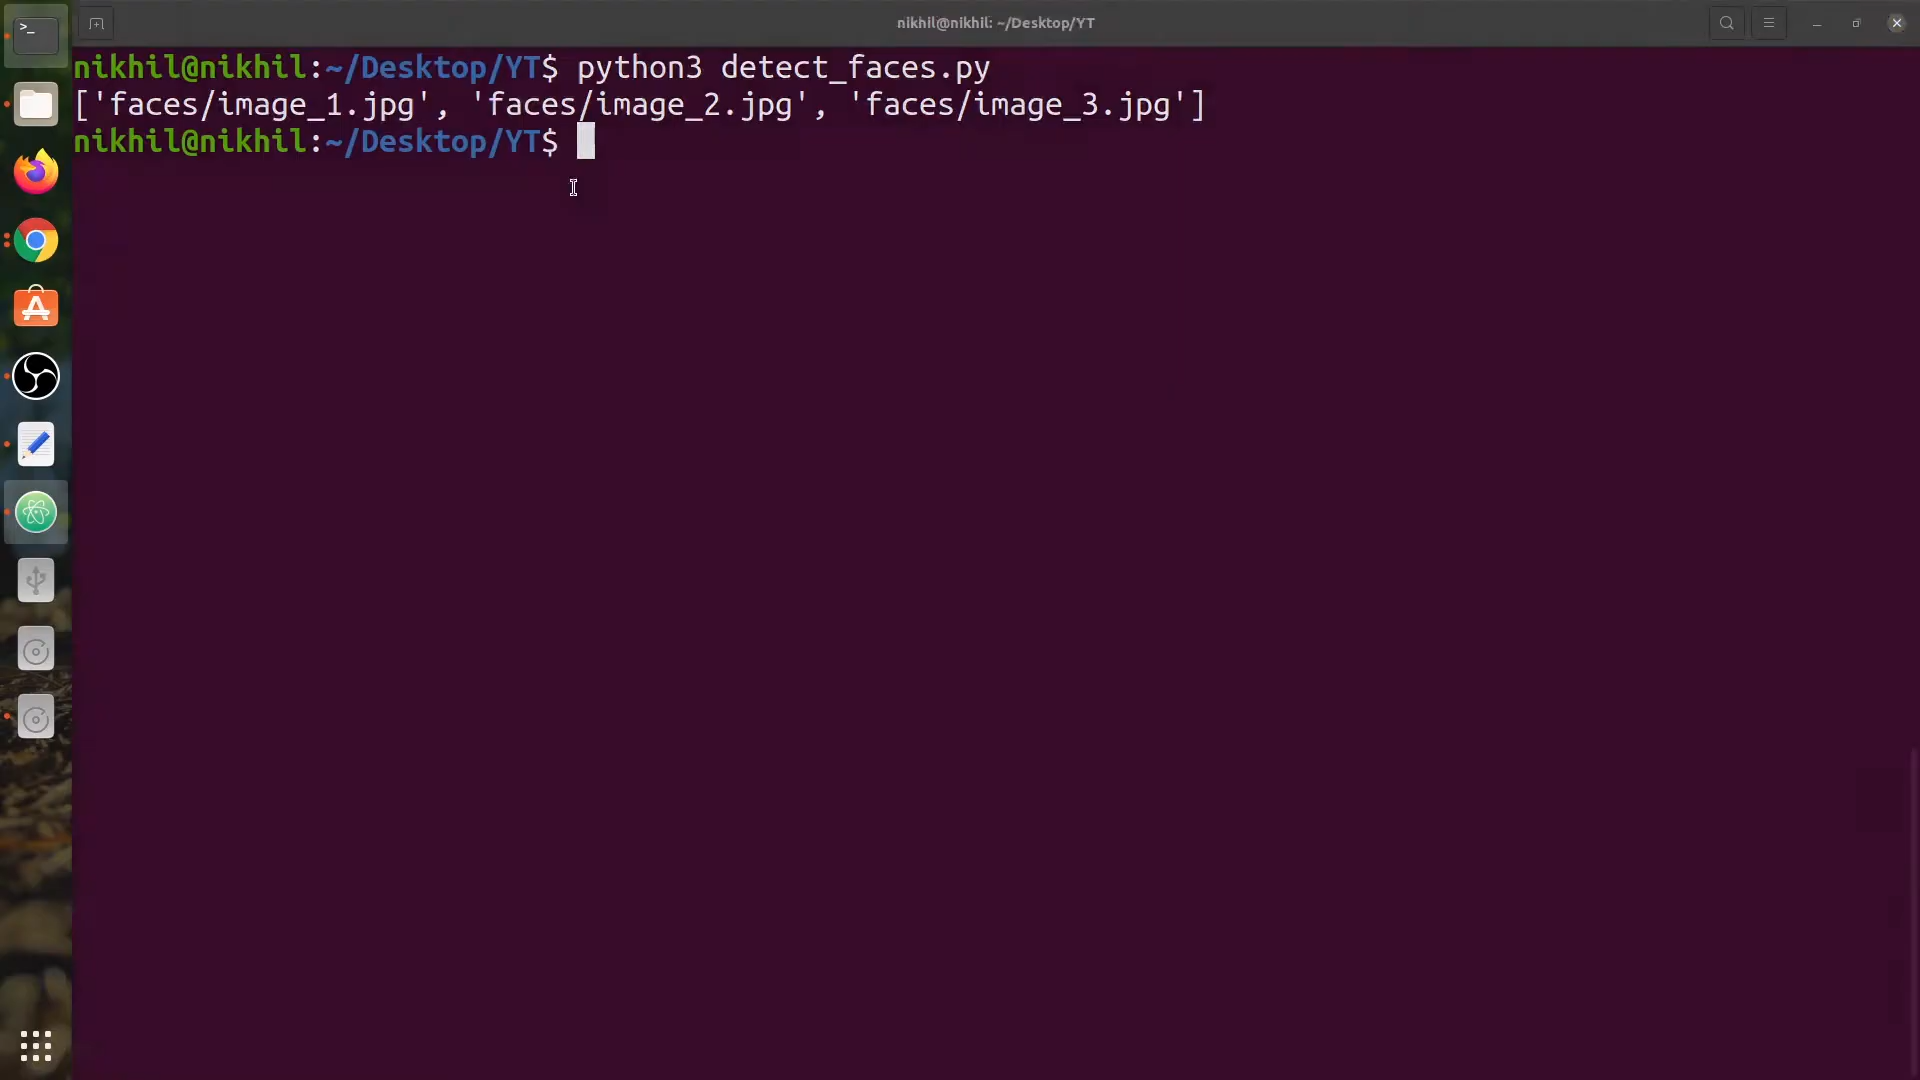 nikhil@nikhil: ~/Desktop/YT
nikhil@nikhil:~/Desktop/YT$ python3 detect_faces.py
['faces/image_1.jpg', 'faces/image_2.jpg', 'faces/image_3.jpg']
nikhil@nikhil:~/Desktop/YT$